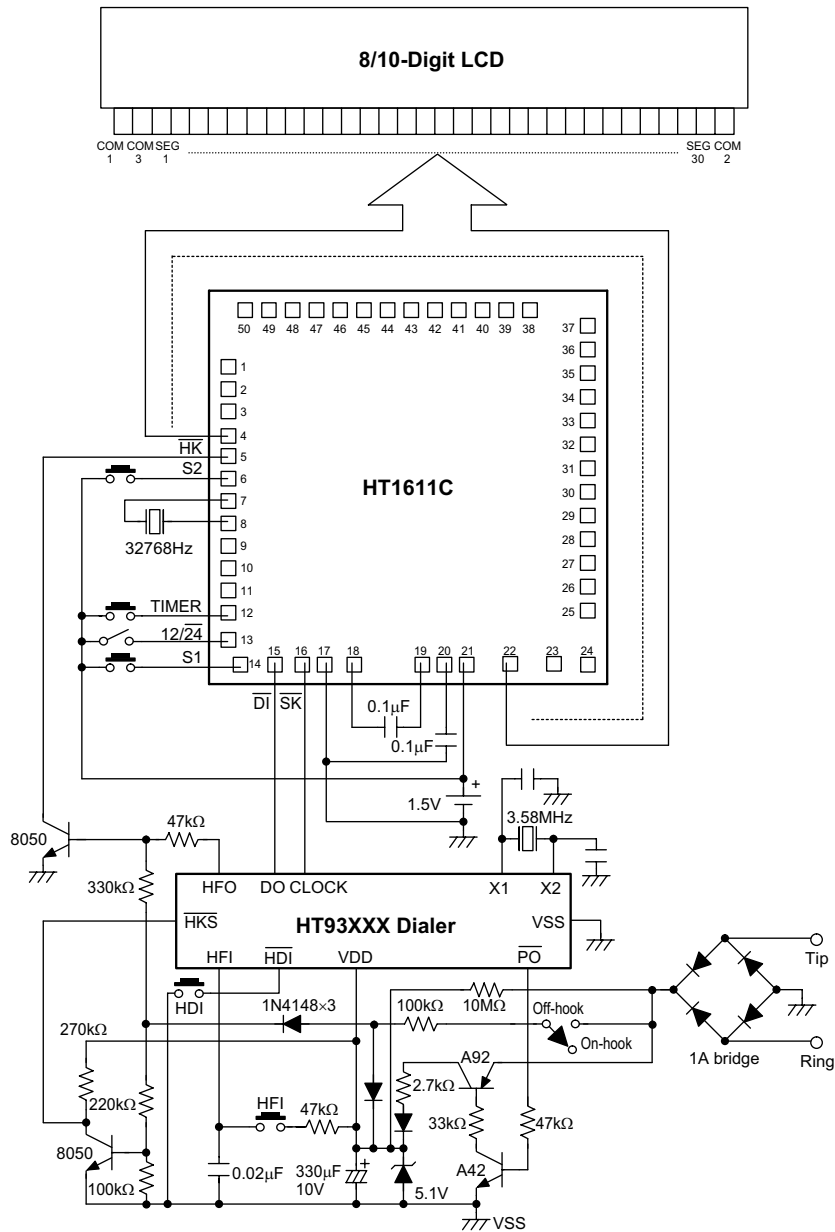 8/10-Digit LCD
COM 1
COM 3
SEG 1
SEG 30
COM 2
50 49 48 47 46 45 44 43 42 41 40 39 38
37
36
35
34
33
32
31
30
29
28
27
26
25
1
2
3
4
5
6
7
8
9
10
11
12
13
14
HK
S2
32768Hz
TIMER
12/24
S1
HT1611C
15 16 17 18 19 20 21 22 23 24
DI SK
0.1µF
0.1µF
1.5V
+
3.58MHz
8050
47kΩ
330kΩ
HFO DO CLOCK X1 X2
HKS
HT93XXX Dialer
VSS
HFI HDI VDD PO
HDI
1N4148×3
100kΩ
10MΩ
Off-hook
On-hook
Tip
Ring
1A bridge
270kΩ
220kΩ
8050
100kΩ
HFI
47kΩ
0.02µF
330µF
10V
+
2.7kΩ
A92
33kΩ
47kΩ
A42
5.1V
VSS